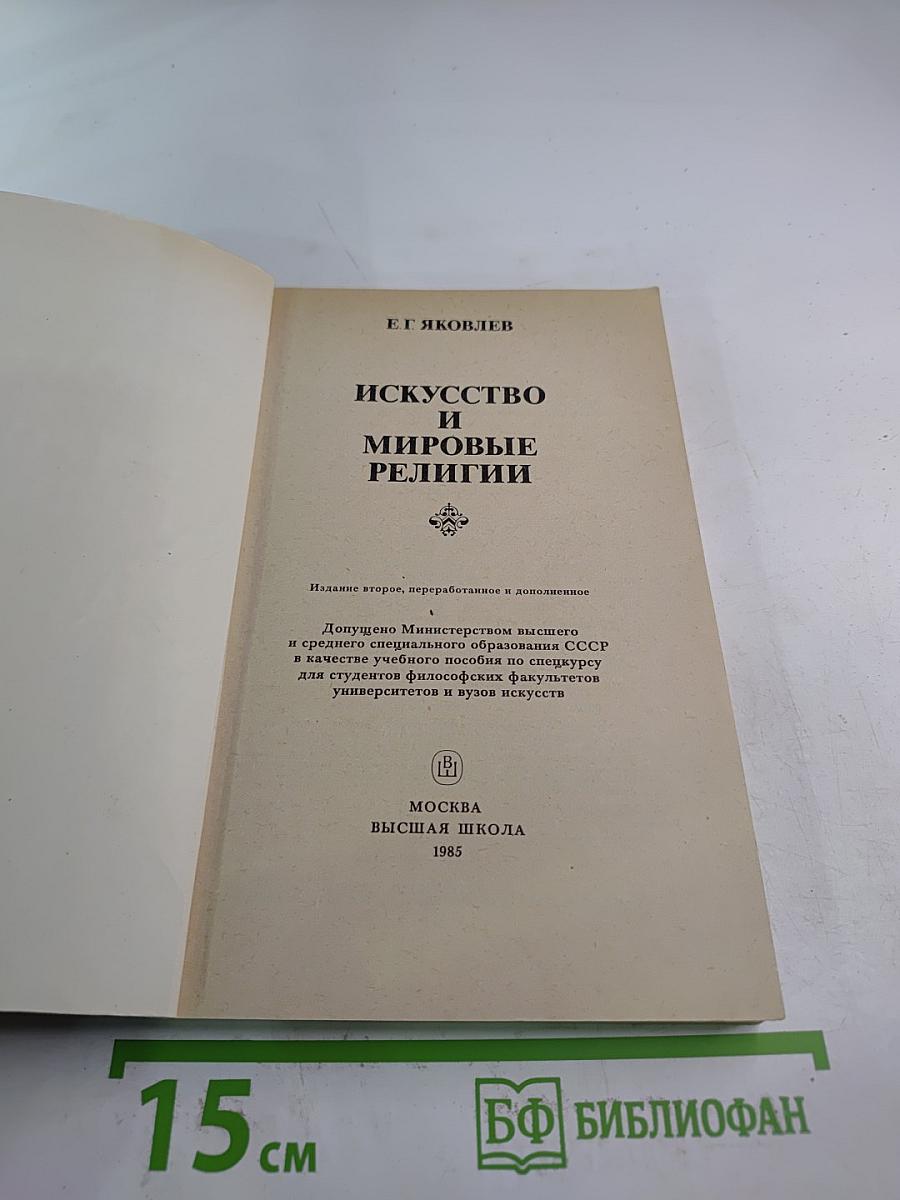 Е.Г. ЯКОВЛЕВ
ИСКУССТВО
И
МИРОВЫЕ
РЕЛИГИИ
Издание второе, переработанное и дополненное
Допущено Министерством высшего
и среднего специального образования СССР
в качестве учебного пособия по спецкурсу
для студентов философских факультетов
университетов и вузов искусств
ВШ
МОСКВА
ВЫСШАЯ ШКОЛА
1985
15 см
БФ БИБЛИОФАН